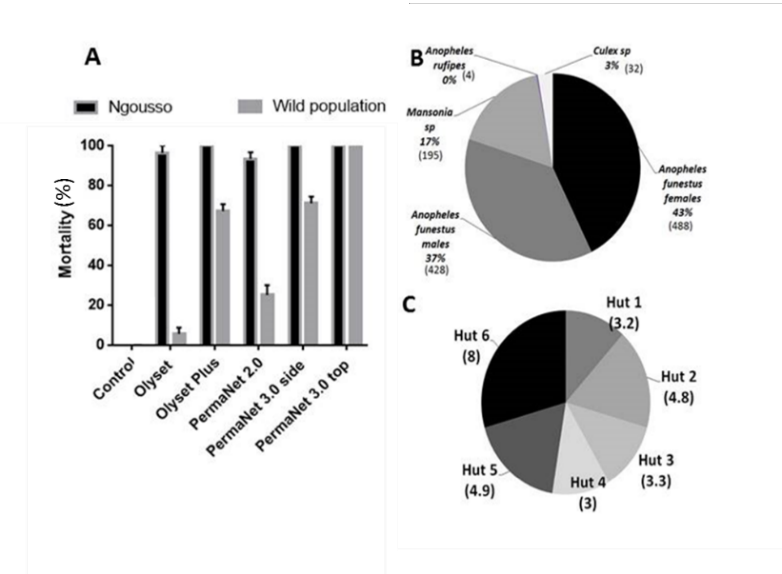 A
Ngousso
Wild population
Mortality (%)
100
80
60
40
20
0
Control
Olyset
Olyset Plus
PermaNet 2.0
PermaNet 3.0 side
PermaNet 3.0 top
B
Anopheles
rufipes
0% (4)
Culex sp
3% (32)
Mansonia
sp
17%
(195)
Anopheles
funestus
females
43%
(488)
Anopheles
funestus
males
37%
(428)
C
Hut 1
(3.2)
Hut 2
(4.8)
Hut 3
(3.3)
Hut 4
(3)
Hut 5
(4.9)
Hut 6
(8)